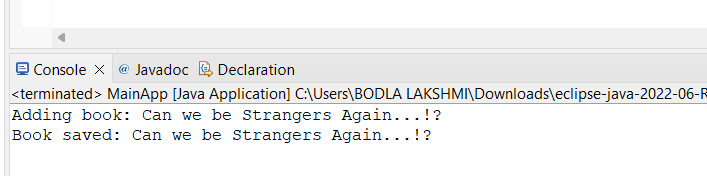 Console × @ Javadoc Declaration
<terminated> MainApp [Java Application] C:\Users\BODLA LAKSHMI\Downloads\eclipse-java-2022-06-R
Adding book: Can we be Strangers Again...!?
Book saved: Can we be Strangers Again...!?